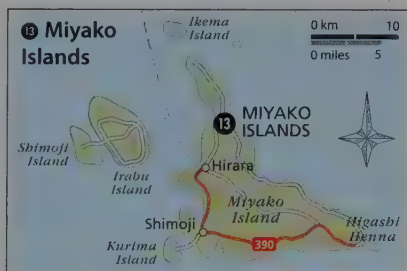 13 Miyako
Islands
Ikema
Island
0 km 10
0 miles 5
13
MIYAKO
ISLANDS
Shimoji
Island
Irabu
Island
Hirara
Miyako
Island
Higashi
Henna
Shimoji
390
Kurima
Island